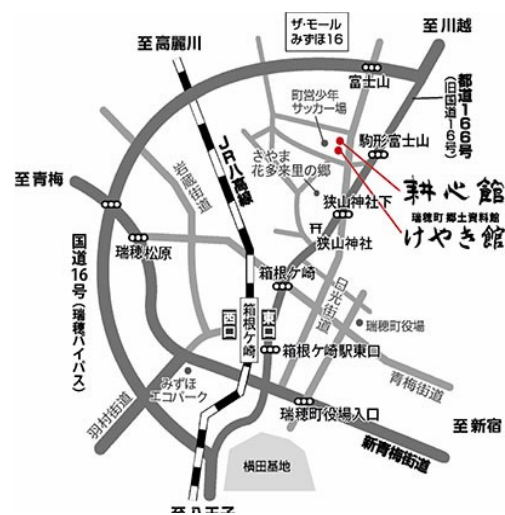 ザ・モール
みずほ16
至川越
至高麗川
富士山
都道166号
(旧国道16号)
町営少年
サッカー場
駒形富士山
JR八高線
岩蔵街道
さやま
花多来里の郷
至青梅
耕心館
瑞穂町 郷土資料館
けやき館
狭山神社下
狭山神社
国道16号(瑞穂バイパス)
瑞穂松原
箱根ケ崎
日光街道
西口
箱根ケ崎
東口
瑞穂町役場
箱根ケ崎駅東口
青梅街道
みずほ
エコパーク
羽村街道
瑞穂町役場入口
至新宿
新青梅街道
横田基地
至八王子